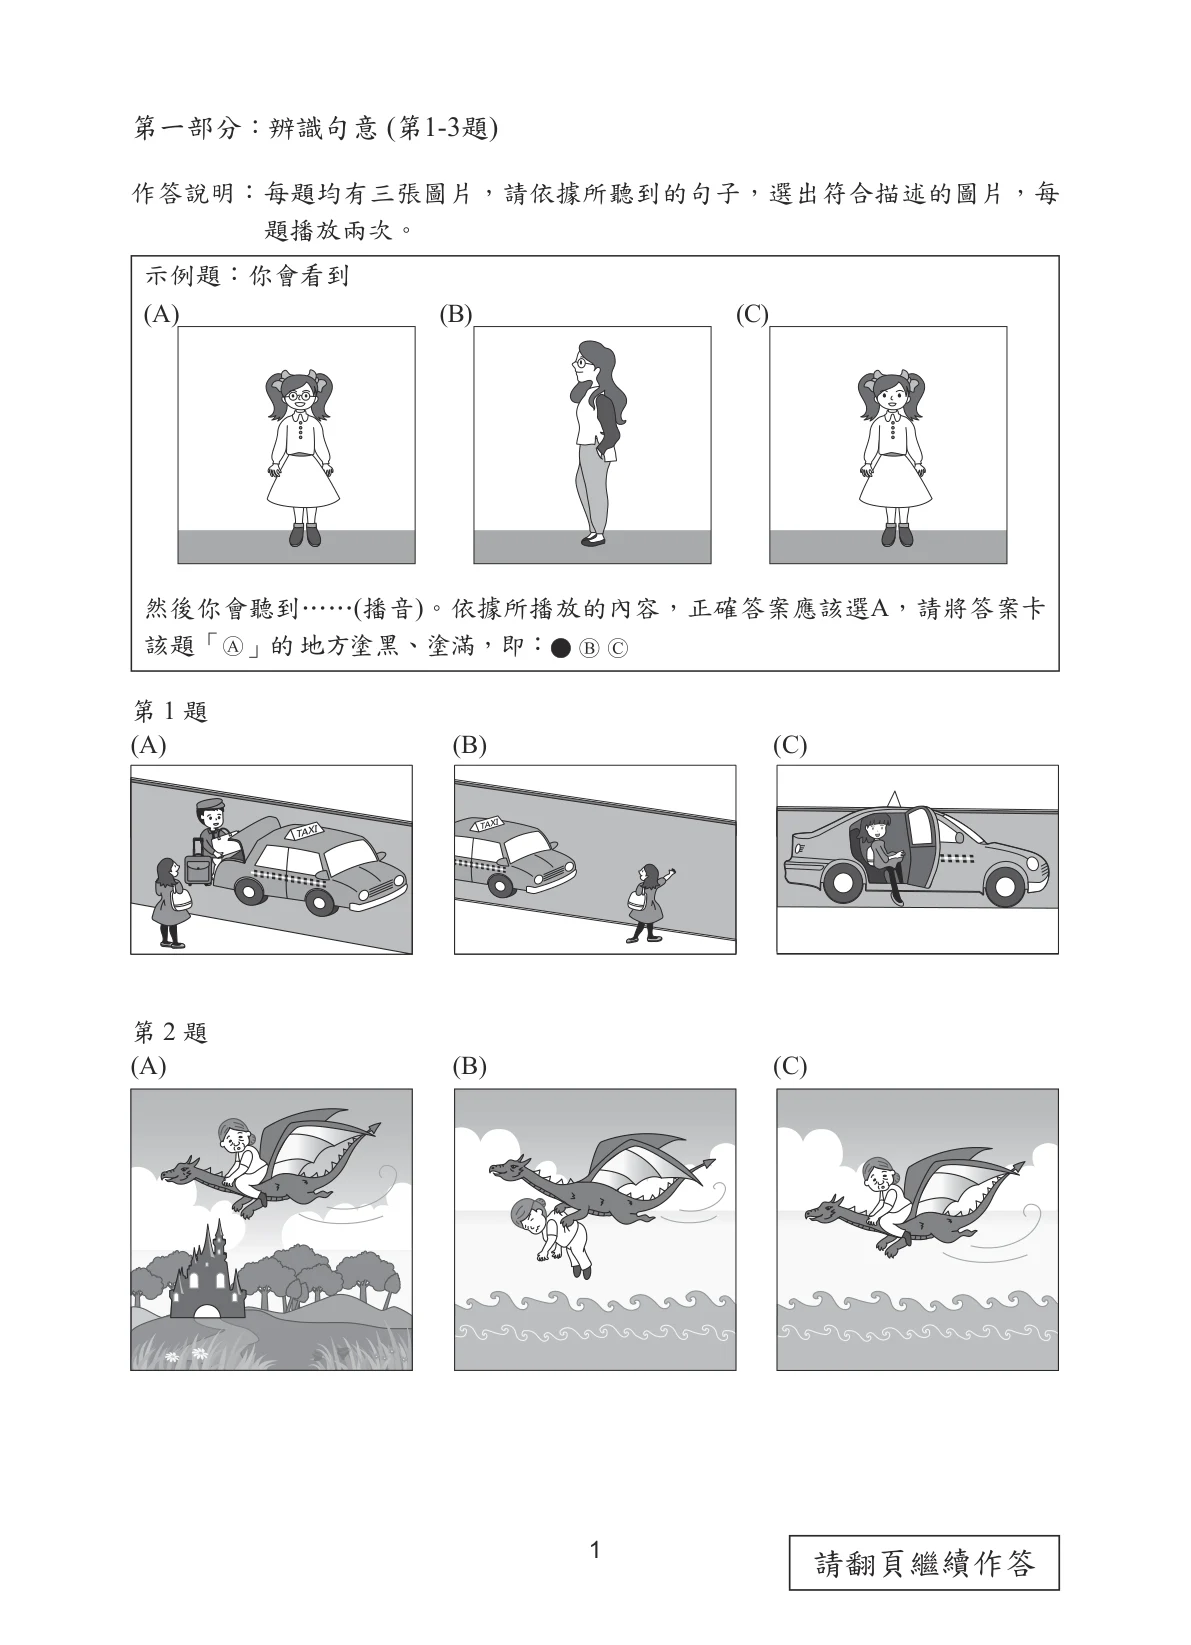 第一部分：辨識句意 (第1-3題)
作答說明：每題均有三張圖片，請依據所聽到的句子，選出符合描述的圖片，每
題播放兩次。
示例題：你會看到
(A) (B) (C)
然後你會聽到……(播音)。依據所播放的內容，正確答案應該選A，請將答案卡
該題「Ⓐ」的地方塗黑、塗滿，即：● Ⓑ Ⓒ
第 1 題
(A) (B) (C)
TAXI TAXI
第 2 題
(A) (B) (C)
1
請翻頁繼續作答